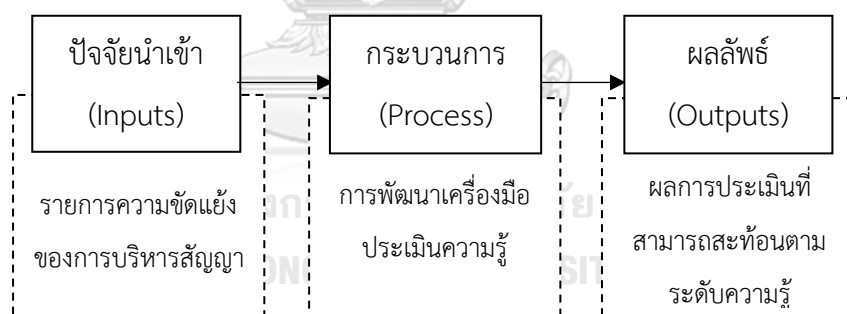 ปัจจัยนำเข้า
(Inputs)
รายการความขัดแย้ง
ของการบริหารสัญญา
กระบวนการ
(Process)
การพัฒนาเครื่องมือ
ประเมินความรู้
ผลลัพธ์
(Outputs)
ผลการประเมินที่
สามารถสะท้อนตาม
ระดับความรู้